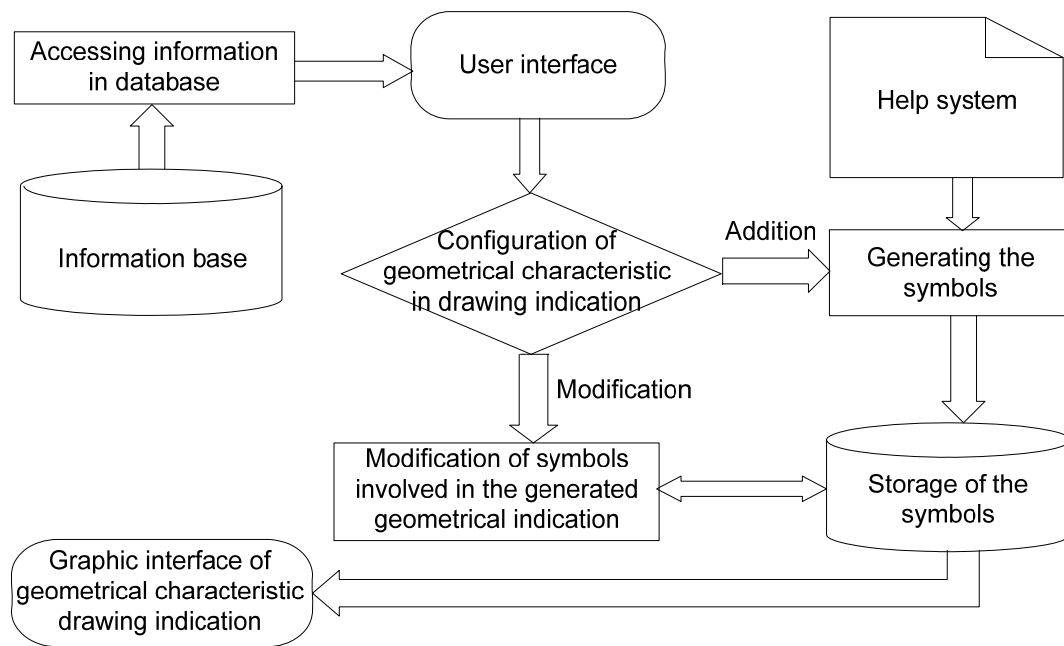 Accessing information
in database
User interface
Help system
Information base
Configuration of
geometrical characteristic
in drawing indication
Addition
Generating the
symbols
Modification
Modification of symbols
involved in the generated
geometrical indication
Storage of the
symbols
Graphic interface of
geometrical characteristic
drawing indication